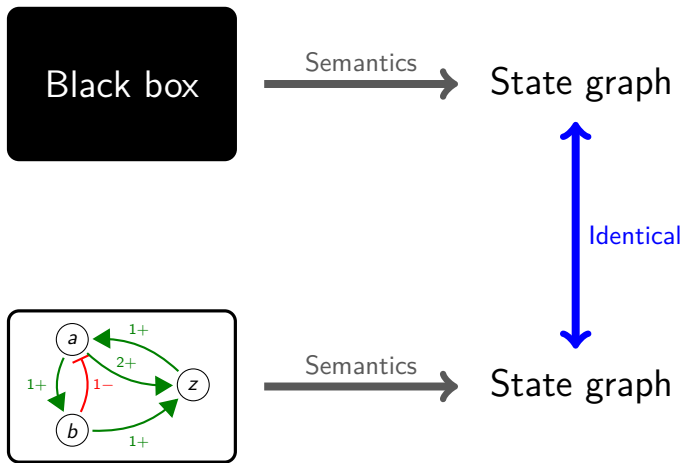 Black box
Semantics
State graph
Identical
1+
a
2+
1+
1−
z
b
1+
Semantics
State graph